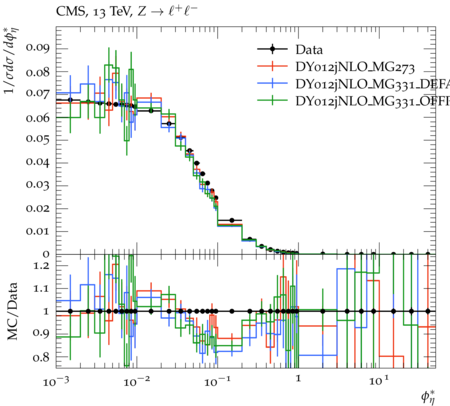 CMS, 13 TeV, Z → ℓ⁺ℓ⁻
1/σdσ/dϕ*η
0.09
0.08
0.07
0.06
0.05
0.04
0.03
0.02
0.01
0
Data
DY012jNLO_MG273
DY012jNLO_MG331_DEFA
DY012jNLO_MG331_OFFI
MC/Data
1.2
1.1
1
0.9
0.8
10⁻³
10⁻²
10⁻¹
1
10¹
ϕ*η